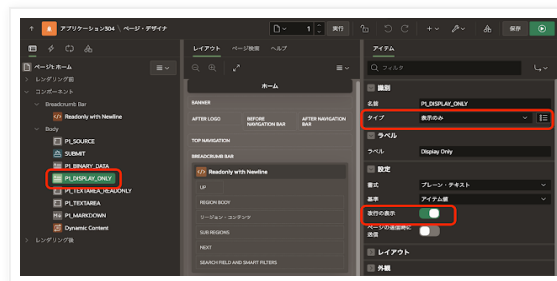 アプリケーション304 \ ページ・デザイナ
1
実行
保存
ページ1: ホーム
レンダリング前
コンポーネント
Breadcrumb Bar
Readonly with Newline
Body
P1_SOURCE
SUBMIT
P1_BINARY_DATA
P1_DISPLAY_ONLY
P1_TEXTAREA_READONLY
P1_TEXTAREA
P1_MARKDOWN
Dynamic Content
レンダリング後
レイアウト ページ検索 ヘルプ
ホーム
BANNER
AFTER LOGO
BEFORE NAVIGATION BAR
AFTER NAVIGATION BAR
TOP NAVIGATION
BREADCRUMB BAR
Readonly with Newline
UP
REGION BODY
リージョン・コンテンツ
SUB REGIONS
NEXT
SEARCH FIELD AND SMART FILTERS
アイテム
フィルタ
識別
名前 P1_DISPLAY_ONLY
タイプ 表示のみ
ラベル
ラベル Display Only
設定
書式 プレーン・テキスト
基準 アイテム値
改行の表示
ページの送信時に
送信
レイアウト
外観